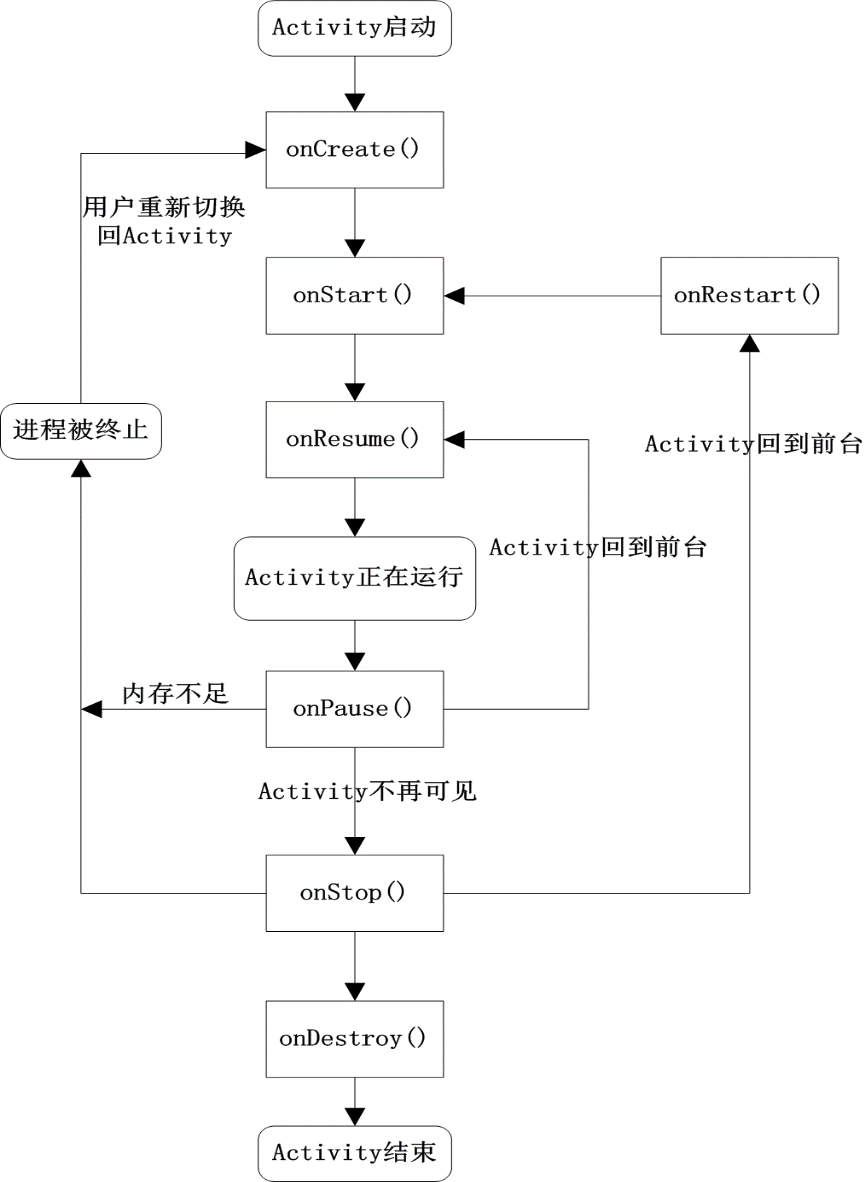 Activity启动
onCreate()
用户重新切换
回Activity
onStart()
onRestart()
进程被终止
onResume()
Activity回到前台
Activity回到前台
Activity正在运行
内存不足
onPause()
Activity不再可见
onStop()
onDestroy()
Activity结束